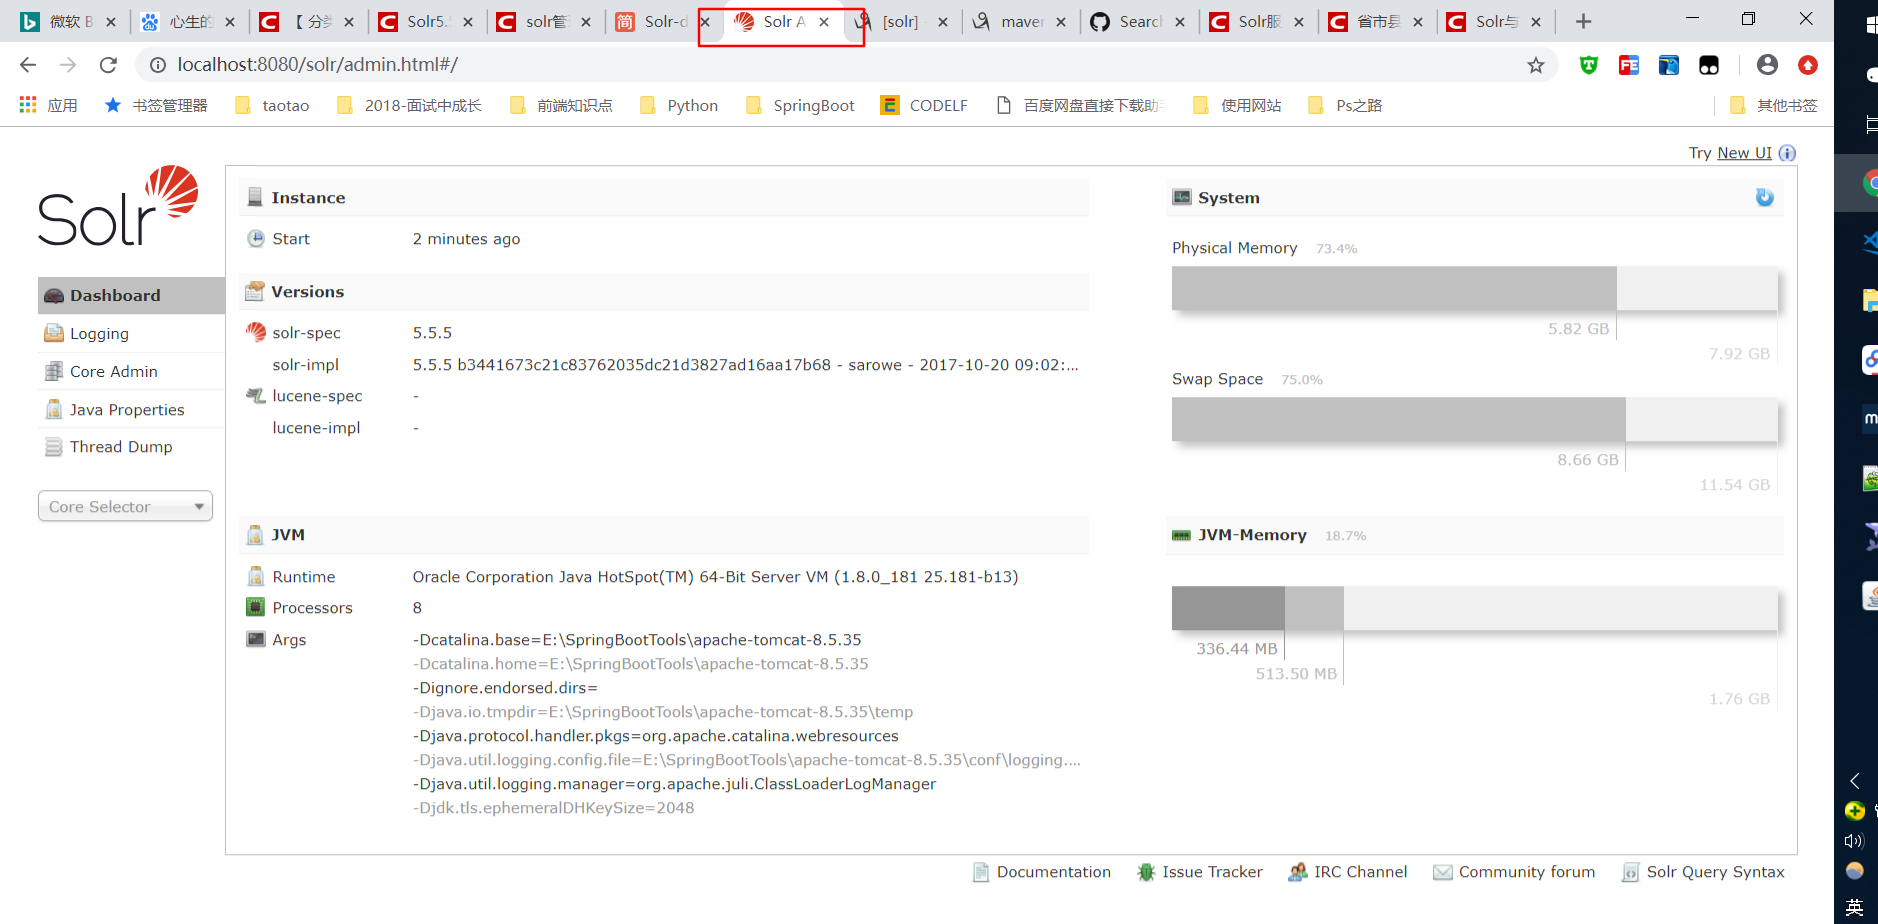 微软 B
心生的
【 分类
Solr5.5
solr管理
Solr-d
Solr A
[solr]
maven
Search
Solr服
省市县
Solr与
localhost:8080/solr/admin.html#/
应用
书签管理器
taotao
2018-面试中成长
前端知识点
Python
SpringBoot
CODELF
百度网盘直接下载助手
使用网站
Ps之路
其他书签
Try New UI
Solr
Dashboard
Logging
Core Admin
Java Properties
Thread Dump
Core Selector
Instance
Start 2 minutes ago
Versions
solr-spec 5.5.5
solr-impl 5.5.5 b3441673c21c83762035dc21d3827ad16aa17b68 - sarowe - 2017-10-20 09:02:...
lucene-spec -
lucene-impl -
JVM
Runtime Oracle Corporation Java HotSpot(TM) 64-Bit Server VM (1.8.0_181 25.181-b13)
Processors 8
Args -Dcatalina.base=E:\SpringBootTools\apache-tomcat-8.5.35
-Dcatalina.home=E:\SpringBootTools\apache-tomcat-8.5.35
-Dignore.endorsed.dirs=
-Djava.io.tmpdir=E:\SpringBootTools\apache-tomcat-8.5.35\temp
-Djava.protocol.handler.pkgs=org.apache.catalina.webresources
-Djava.util.logging.config.file=E:\SpringBootTools\apache-tomcat-8.5.35\conf\logging....
-Djava.util.logging.manager=org.apache.juli.ClassLoaderLogManager
-Djdk.tls.ephemeralDHKeySize=2048
System
Physical Memory 73.4%
5.82 GB
7.92 GB
Swap Space 75.0%
8.66 GB
11.54 GB
JVM-Memory 18.7%
336.44 MB
513.50 MB
1.76 GB
Documentation
Issue Tracker
IRC Channel
Community forum
Solr Query Syntax
英